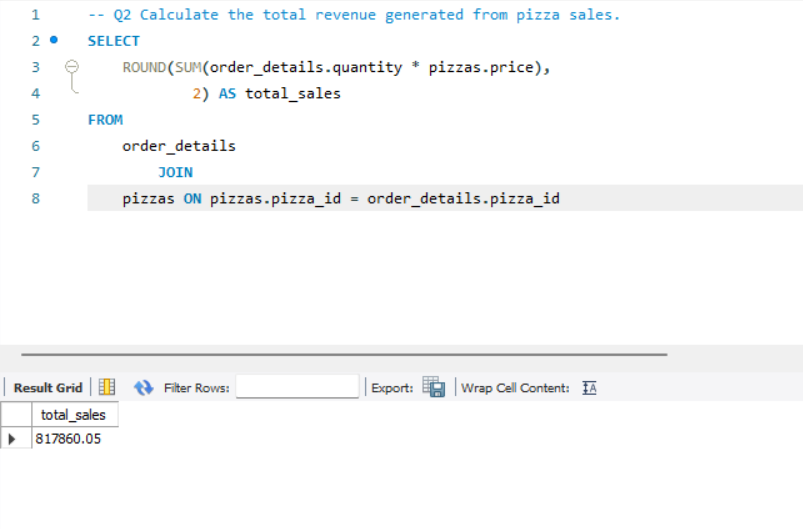 1 -- Q2 Calculate the total revenue generated from pizza sales.
2 SELECT
3 ROUND(SUM(order_details.quantity * pizzas.price),
4 2) AS total_sales
5 FROM
6 order_details
7 JOIN
8 pizzas ON pizzas.pizza_id = order_details.pizza_id
Result Grid Filter Rows: Export: Wrap Cell Content: IA
total_sales
817860.05